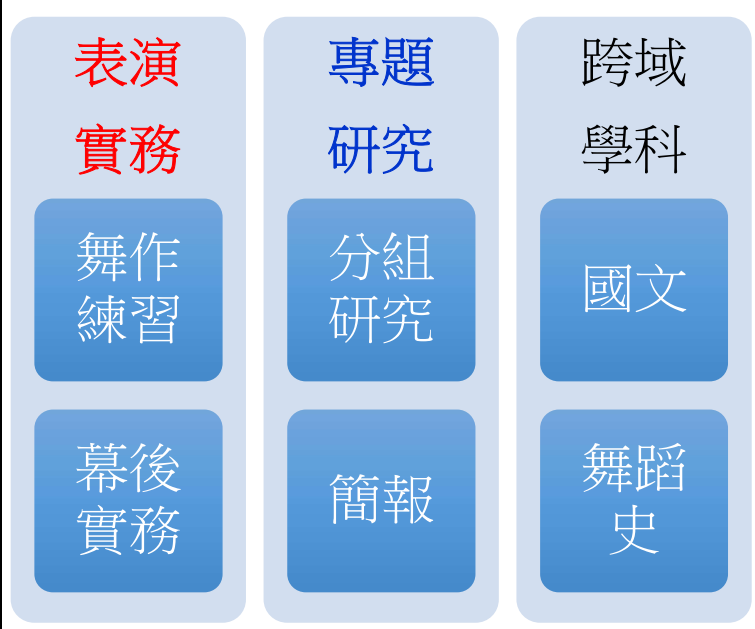 表演
實務
舞作
練習
幕後
實務
專題
研究
分組
研究
簡報
跨域
學科
國文
舞蹈
史